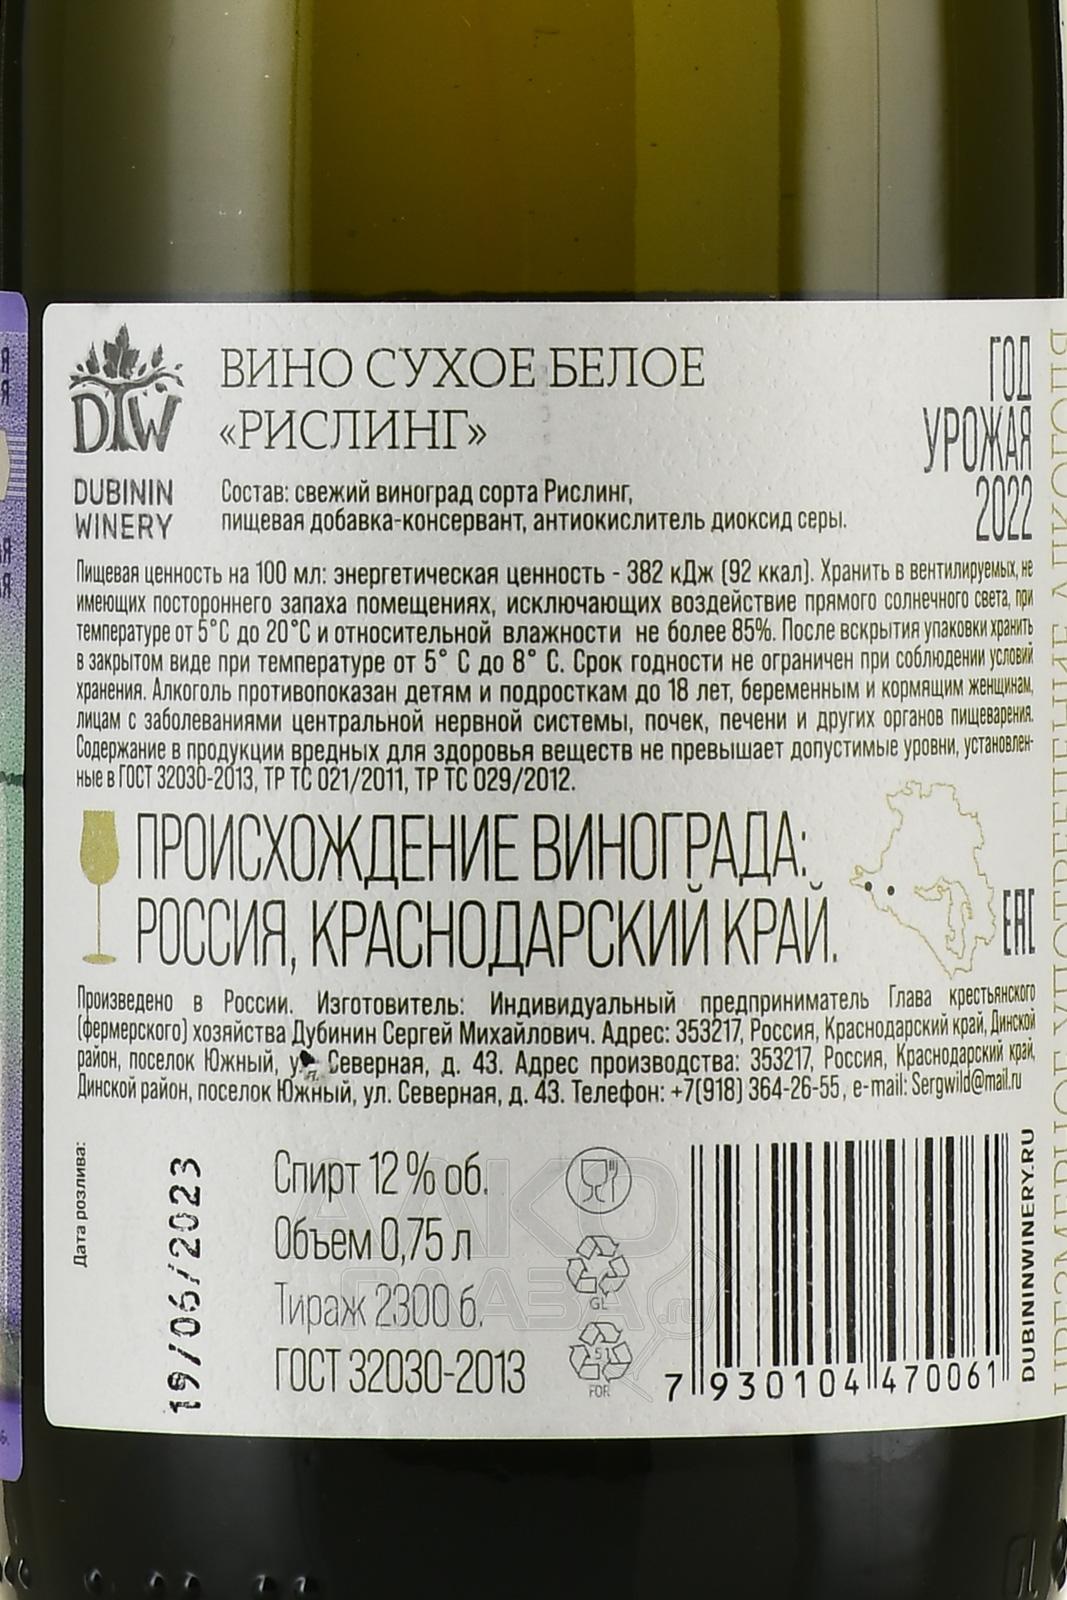 ВИНО СУХОЕ БЕЛОЕ
«РИСЛИНГ»
ГОД
УРОЖАЯ
2022
DW
DUBININ
WINERY
Состав: свежий виноград сорта Рислинг,
пищевая добавка-консервант, антиокислитель диоксид серы.
Пищевая ценность на 100 мл: энергетическая ценность - 382 кДж (92 ккал). Хранить в вентилируемых, не
имеющих постороннего запаха помещениях, исключающих воздействие прямого солнечного света, при
температуре от 5°С до 20°С и относительной влажности не более 85%. После вскрытия упаковки хранить
в закрытом виде при температуре от 5° С до 8° С. Срок годности не ограничен при соблюдении условий
хранения. Алкоголь противопоказан детям и подросткам до 18 лет, беременным и кормящим женщинам,
лицам с заболеваниями центральной нервной системы, почек, печени и других органов пищеварения.
Содержание в продукции вредных для здоровья веществ не превышает допустимые уровни, установлен-
ные в ГОСТ 32030-2013, ТР ТС 021/2011, ТР ТС 029/2012.
ПРОИСХОЖДЕНИЕ ВИНОГРАДА:
РОССИЯ, КРАСНОДАРСКИЙ КРАЙ.
ЕАС
Произведено в России. Изготовитель: Индивидуальный предприниматель Глава крестьянского
(фермерского) хозяйства Дубинин Сергей Михайлович. Адрес: 353217, Россия, Краснодарский край, Динской
район, поселок Южный, Северная, д. 43. Адрес производства: 353217, Россия, Краснодарский край,
Динской район, поселок Южный, ул. Северная, д. 43. Телефон: +7(918) 364-26-55, e-mail: Sergwild@mail.ru
Дата розлива:
19/06/2023
Спирт 12 % об.
Объем 0,75 л
Тираж 2300 б.
ГОСТ 32030-2013
GL
51
FOR
7 930104 470061
DUBININWINERY.RU
ЧРЕЗМЕРНОЕ УПОТРЕБЛЕНИЕ АЛКОГОЛЯ
АЛКО
ГЛАЗА.ru